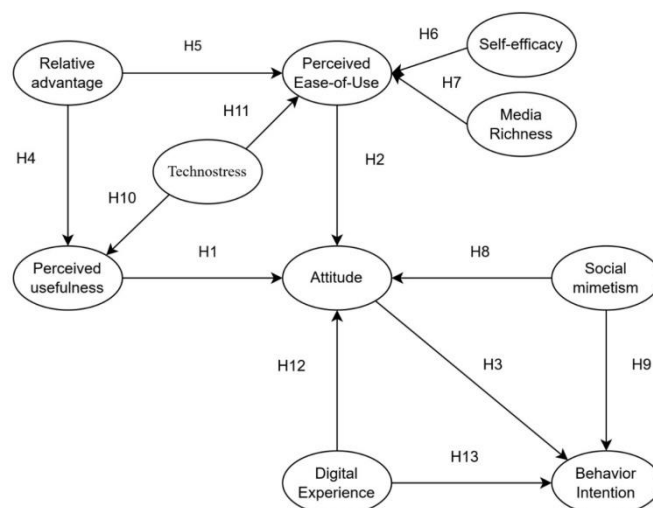 H5
H6
Self-efficacy
Relative
advantage
Perceived
Ease-of-Use
H7
H11
Media
Richness
H4
Technostress
H2
H10
H1
H8
Perceived
usefulness
Attitude
Social
mimetism
H12
H3
H9
H13
Digital
Experience
Behavior
Intention